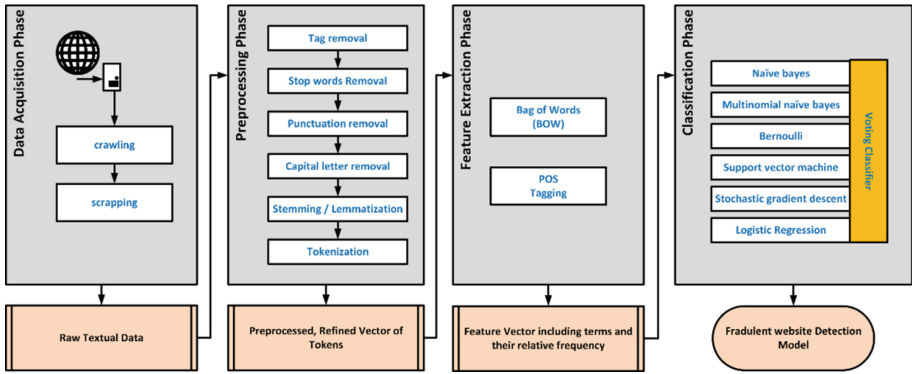 Data Acquisition Phase
crawling
scrapping
Raw Textual Data
Preprocessing Phase
Tag removal
Stop words Removal
Punctuation removal
Capital letter removal
Stemming / Lemmatization
Tokenization
Preprocessed, Refined Vector of
Tokens
Feature Extraction Phase
Bag of Words
(BOW)
POS
Tagging
Feature Vector including terms and
their relative frequency
Classification Phase
Naïve bayes
Multinomial naïve bayes
Bernoulli
Support vector machine
Stochastic gradient descent
Logistic Regression
Voting Classifier
Fradulent website Detection
Model